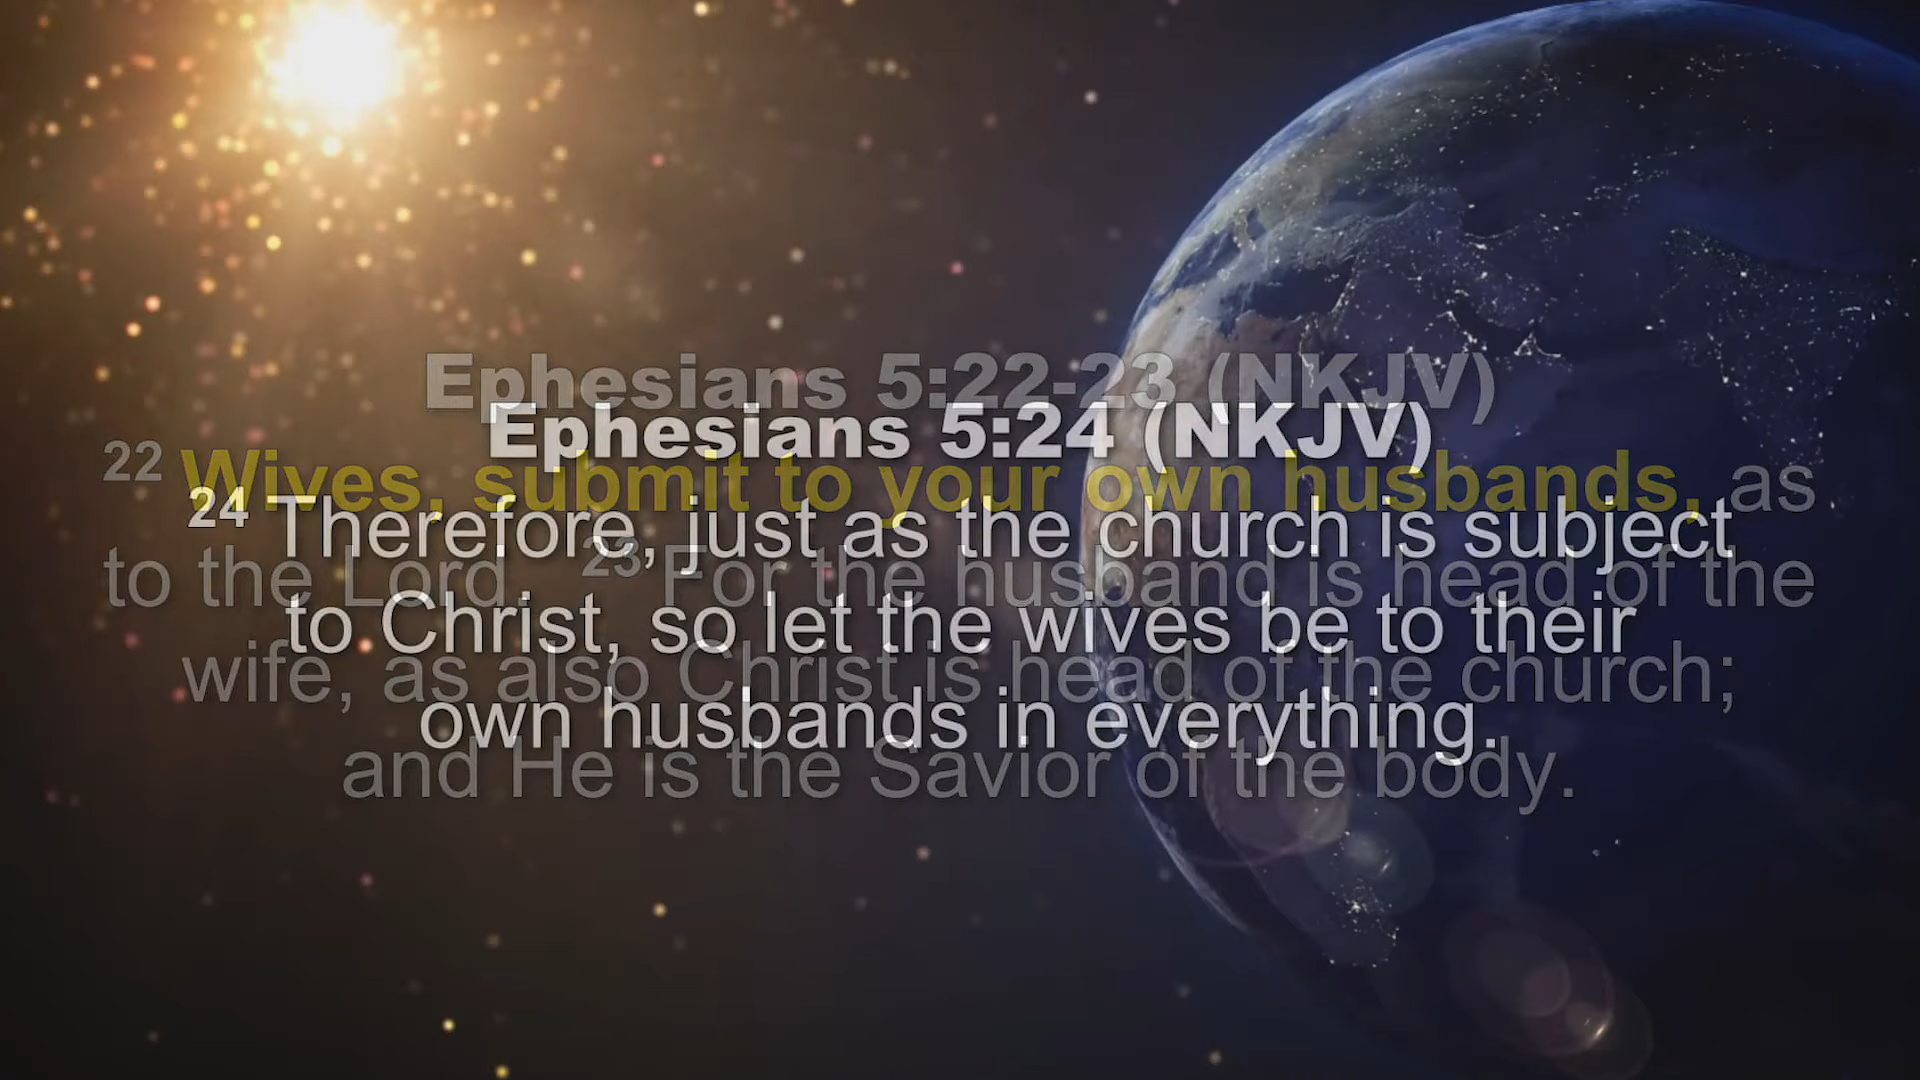 Ephesians 5:22-23 (NKJV)
22 Wives, submit to your own husbands, as
to the Lord. 23 For the husband is head of the
wife, as also Christ is head of the church;
and He is the Savior of the body.
Ephesians 5:24 (NKJV)
24 Therefore, just as the church is subject
to Christ, so let the wives be to their
own husbands in everything.